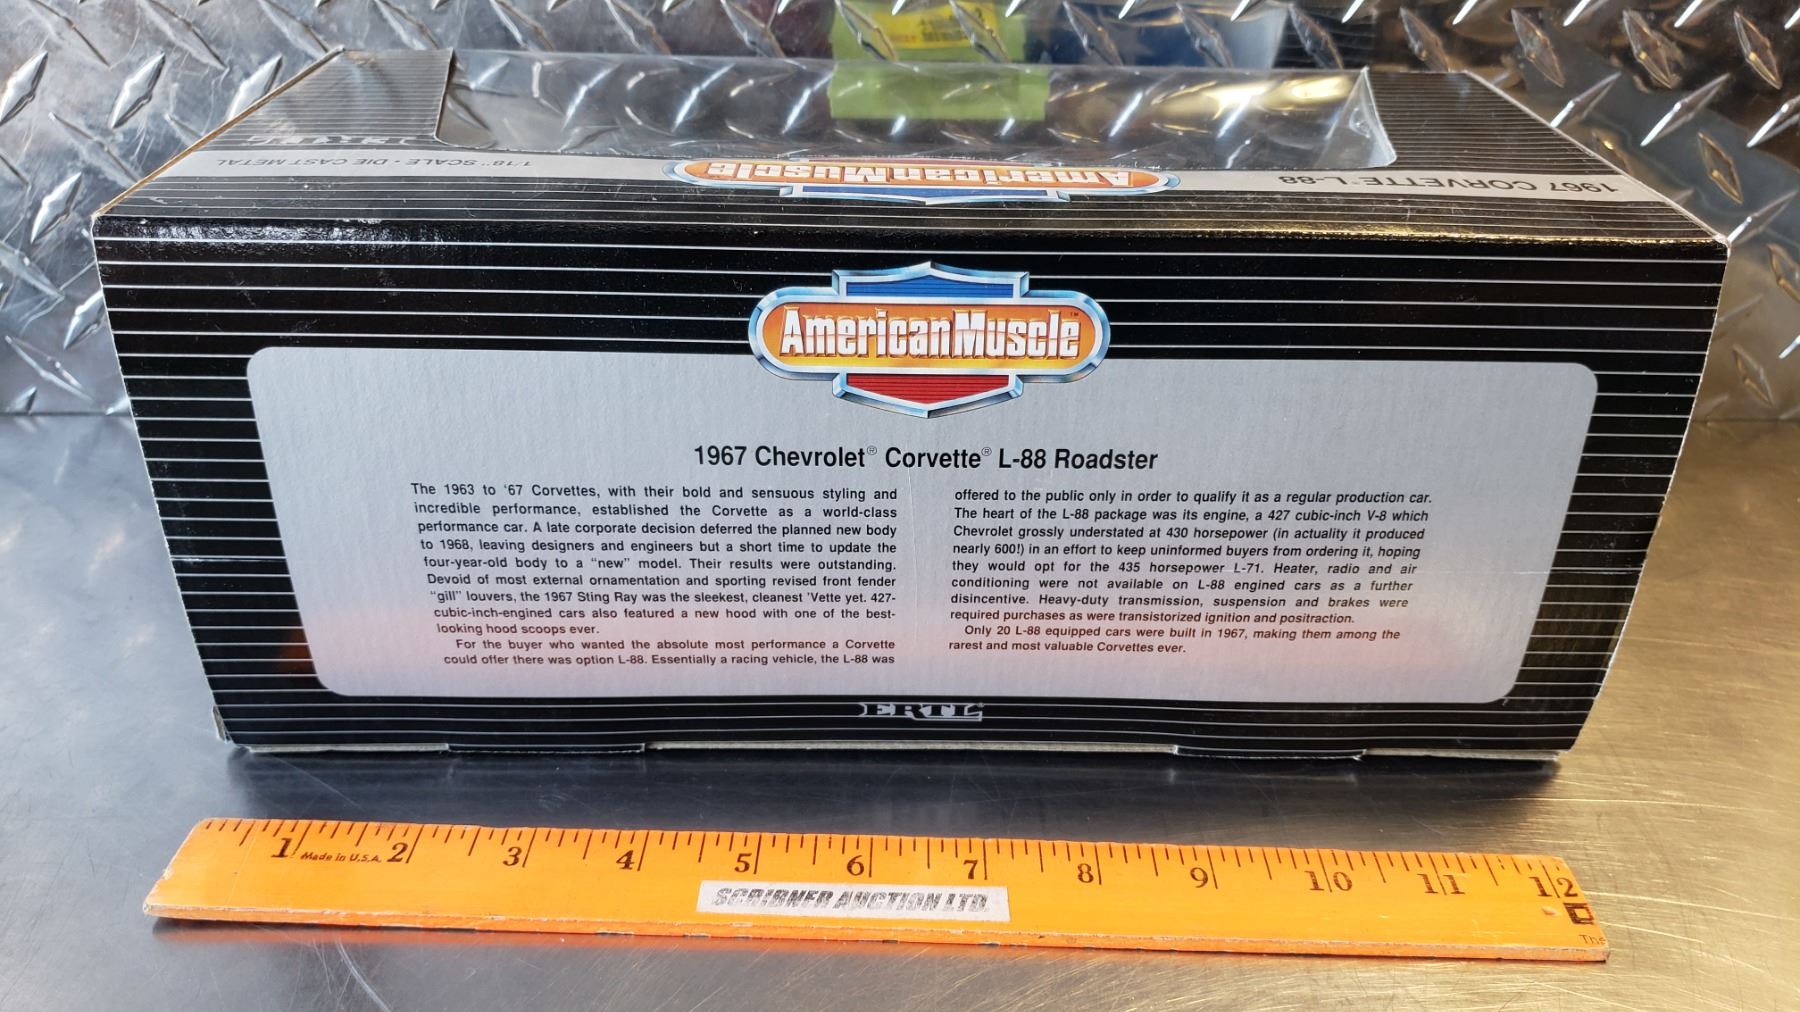 ERTL
1/18" SCALE • DIE CAST METAL
AmericanMuscle
1967 CORVETTE L-88
AmericanMuscle™
1967 Chevrolet® Corvette® L-88 Roadster
The 1963 to '67 Corvettes, with their bold and sensuous styling and
incredible performance, established the Corvette as a world-class
performance car. A late corporate decision deferred the planned new body
to 1968, leaving designers and engineers but a short time to update the
four-year-old body to a "new" model. Their results were outstanding.
Devoid of most external ornamentation and sporting revised front fender
"gill" louvers, the 1967 Sting Ray was the sleekest, cleanest 'Vette yet. 427-
cubic-inch-engined cars also featured a new hood with one of the best-
looking hood scoops ever.
For the buyer who wanted the absolute most performance a Corvette
could offer there was option L-88. Essentially a racing vehicle, the L-88 was
offered to the public only in order to qualify it as a regular production car.
The heart of the L-88 package was its engine, a 427 cubic-inch V-8 which
Chevrolet grossly understated at 430 horsepower (in actuality it produced
nearly 600!) in an effort to keep uninformed buyers from ordering it, hoping
they would opt for the 435 horsepower L-71. Heater, radio and air
conditioning were not available on L-88 engined cars as a further
disincentive. Heavy-duty transmission, suspension and brakes were
required purchases as were transistorized ignition and positraction.
Only 20 L-88 equipped cars were built in 1967, making them among the
rarest and most valuable Corvettes ever.
ERTL
1 Made in U.S.A. 2 3 4 5 6 7 8 9 10 11 12
SCRIBNER AUCTION LTD.
The